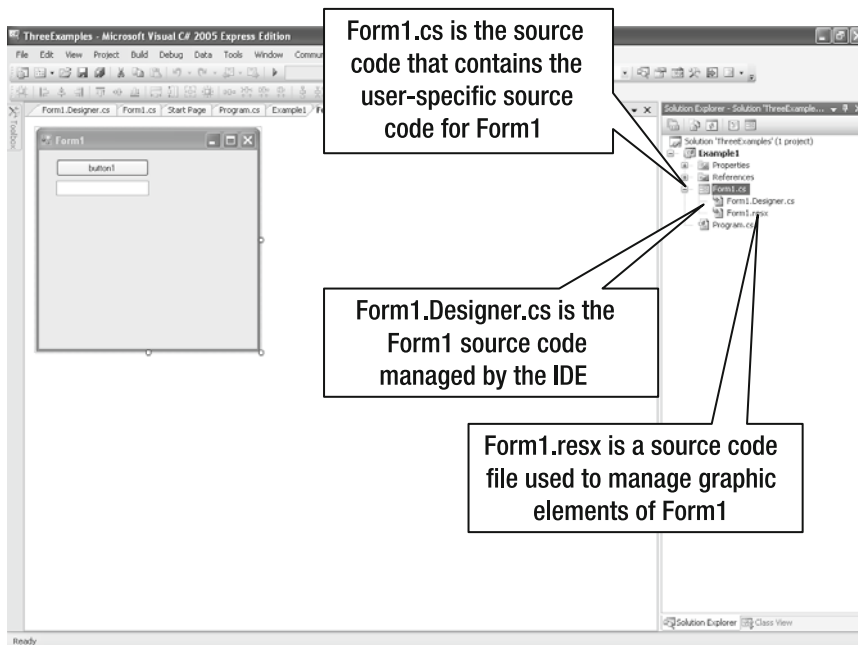 ThreeExamples - Microsoft Visual C# 2005 Express Edition
File Edit View Project Build Debug Data Tools Window
Form1.Designer.cs Form1.cs Start Page Program.cs Example1
Toolbox
Form1
button1
Form1.cs is the source
code that contains the
user-specific source
code for Form1
Solution Explorer - Solution 'ThreeExample...
Solution 'ThreeExamples' (1 project)
Example1
Properties
References
Form1.cs
Form1.Designer.cs
Form1.resx
Program.cs
Form1.Designer.cs is the
Form1 source code
managed by the IDE
Form1.resx is a source code
file used to manage graphic
elements of Form1
Solution Explorer Class View
Ready